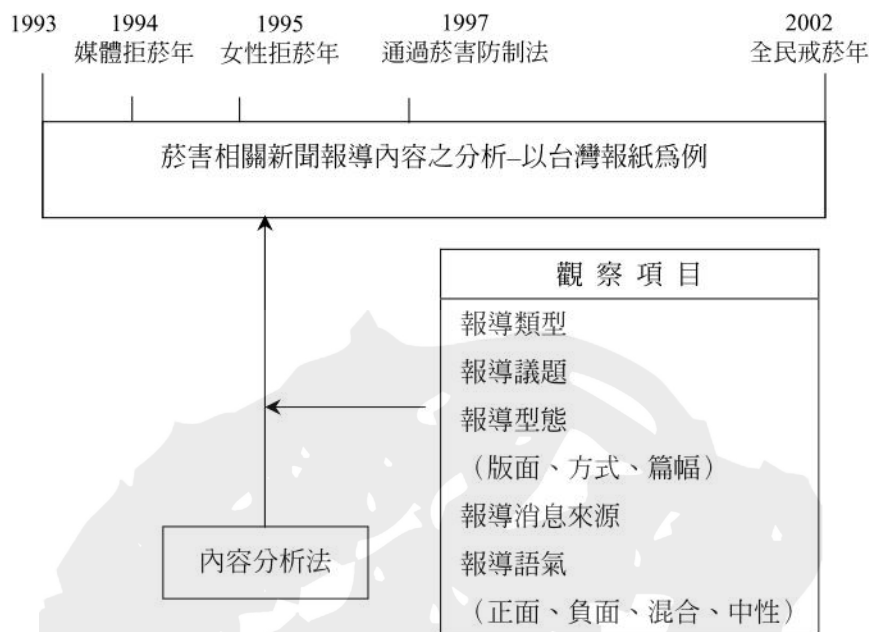 1993 1994 1995 1997 2002
媒體拒菸年 女性拒菸年 通過菸害防制法 全民戒菸年
菸害相關新聞報導內容之分析–以台灣報紙爲例
觀察項目
報導類型
報導議題
報導型態
（版面、方式、篇幅）
報導消息來源
內容分析法
報導語氣
（正面、負面、混合、中性）